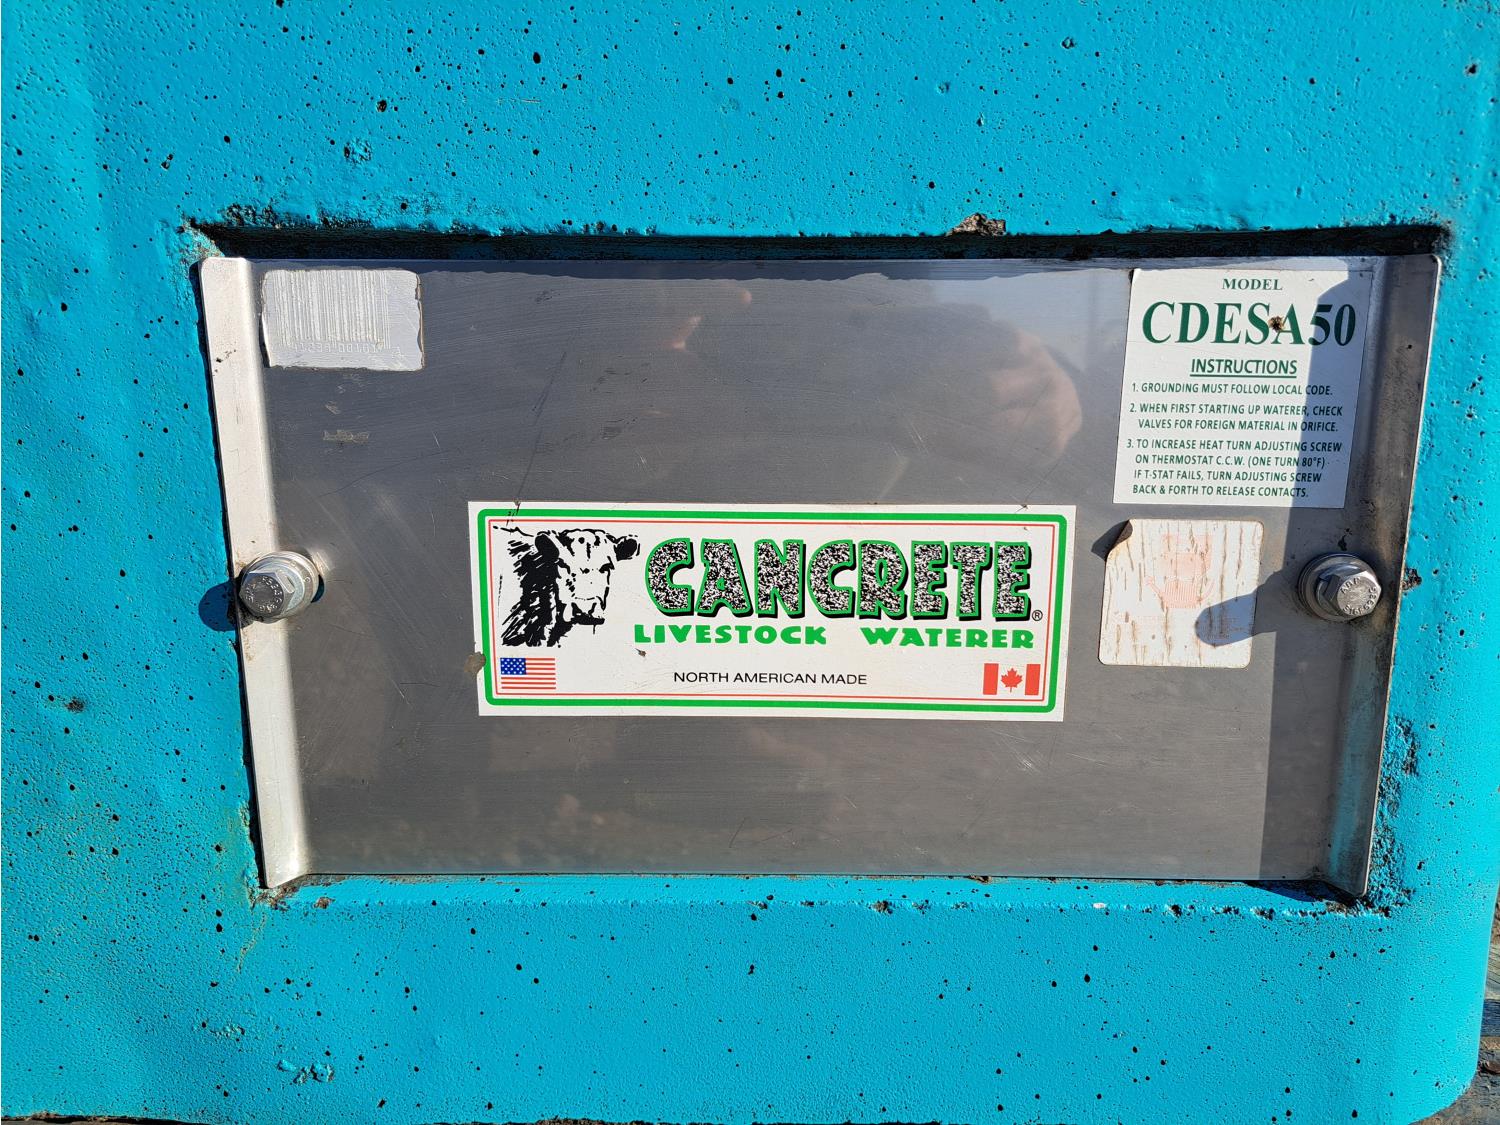 MODEL
CDESA50
INSTRUCTIONS
1. GROUNDING MUST FOLLOW LOCAL CODE.
2. WHEN FIRST STARTING UP WATERER, CHECK
VALVES FOR FOREIGN MATERIAL IN ORIFICE.
3. TO INCREASE HEAT TURN ADJUSTING SCREW
ON THERMOSTAT C.C.W. (ONE TURN 80°F)
IF T-STAT FAILS, TURN ADJUSTING SCREW
BACK & FORTH TO RELEASE CONTACTS.
CANCRETE®
LIVESTOCK WATERER
NORTH AMERICAN MADE